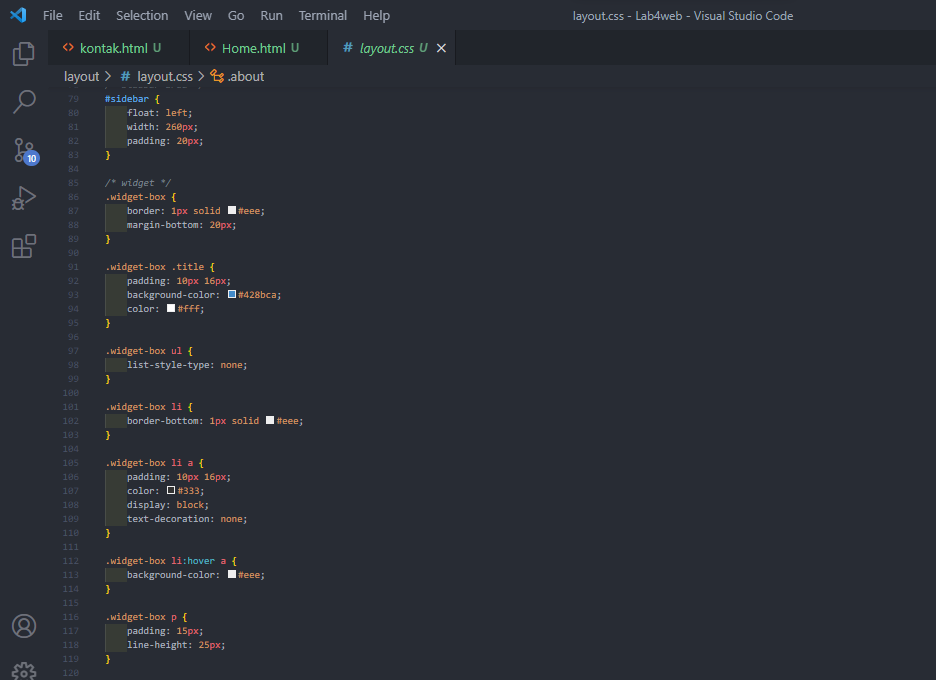 File Edit Selection View Go Run Terminal Help layout.css - Lab4web - Visual Studio Code
<> kontak.html U <> Home.html U # layout.css U ×
layout > # layout.css > .about
79 #sidebar {
80 float: left;
81 width: 260px;
82 padding: 20px;
83 }
84
85 /* widget */
86 .widget-box {
87 border: 1px solid #eee;
88 margin-bottom: 20px;
89 }
90
91 .widget-box .title {
92 padding: 10px 16px;
93 background-color: #428bca;
94 color: #fff;
95 }
96
97 .widget-box ul {
98 list-style-type: none;
99 }
100
101 .widget-box li {
102 border-bottom: 1px solid #eee;
103 }
104
105 .widget-box li a {
106 padding: 10px 16px;
107 color: #333;
108 display: block;
109 text-decoration: none;
110 }
111
112 .widget-box li:hover a {
113 background-color: #eee;
114 }
115
116 .widget-box p {
117 padding: 15px;
118 line-height: 25px;
119 }
120
10